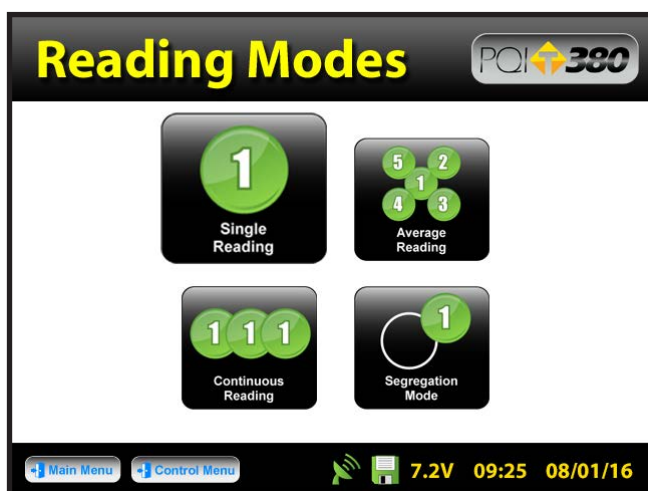 Reading Modes
PQI T 380
1
Single
Reading
5 2
1
4 3
Average
Reading
1 1 1
Continuous
Reading
1
Segregation
Mode
Main Menu Control Menu 7.2V 09:25 08/01/16